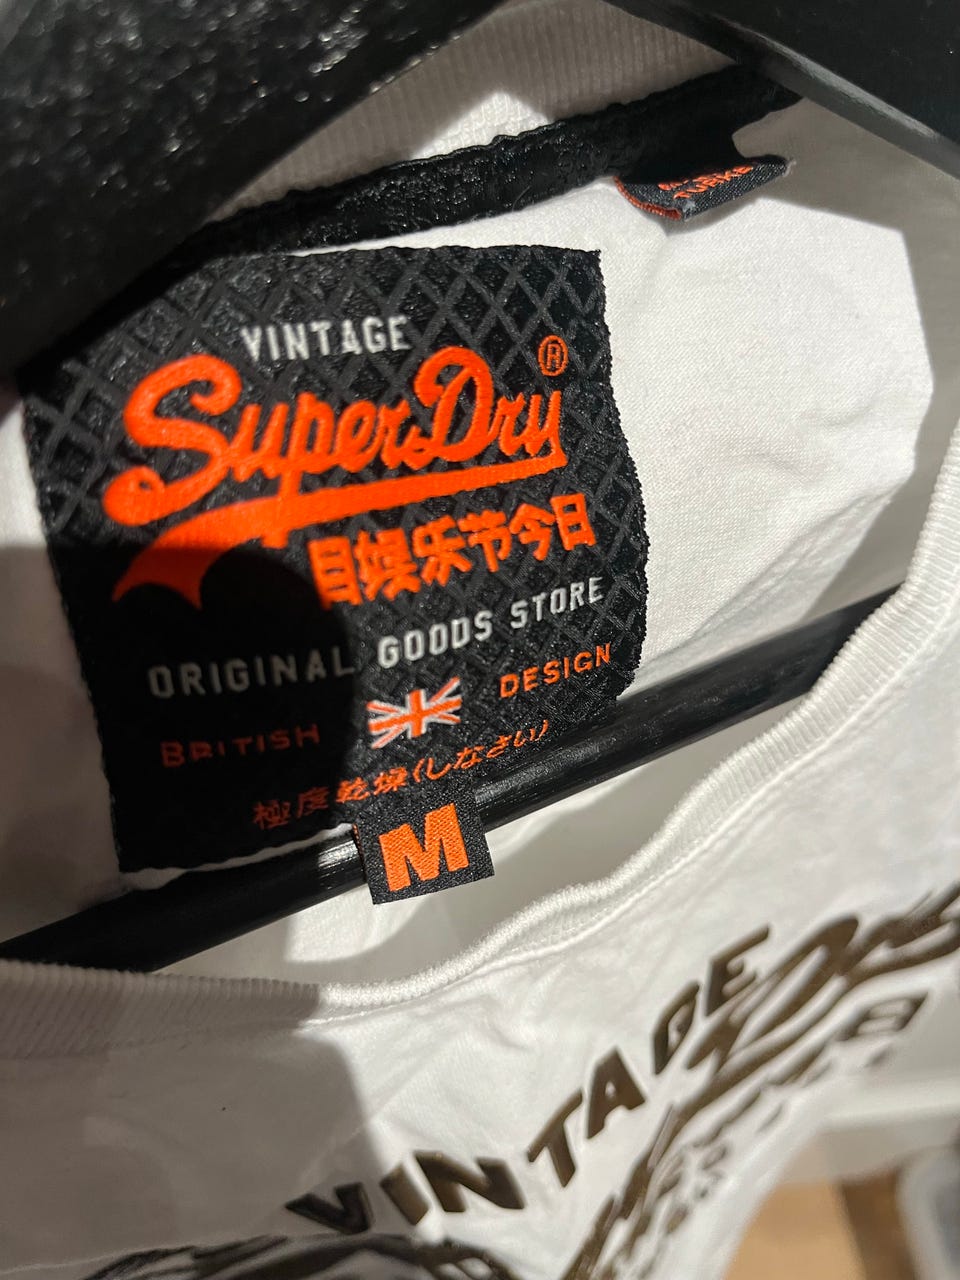 VINTAGE
SuperDry®
目娱乐节今日
ORIGINAL GOODS STORE
BRITISH DESIGN
極度乾燥(しなさい)
M
VINTAGE